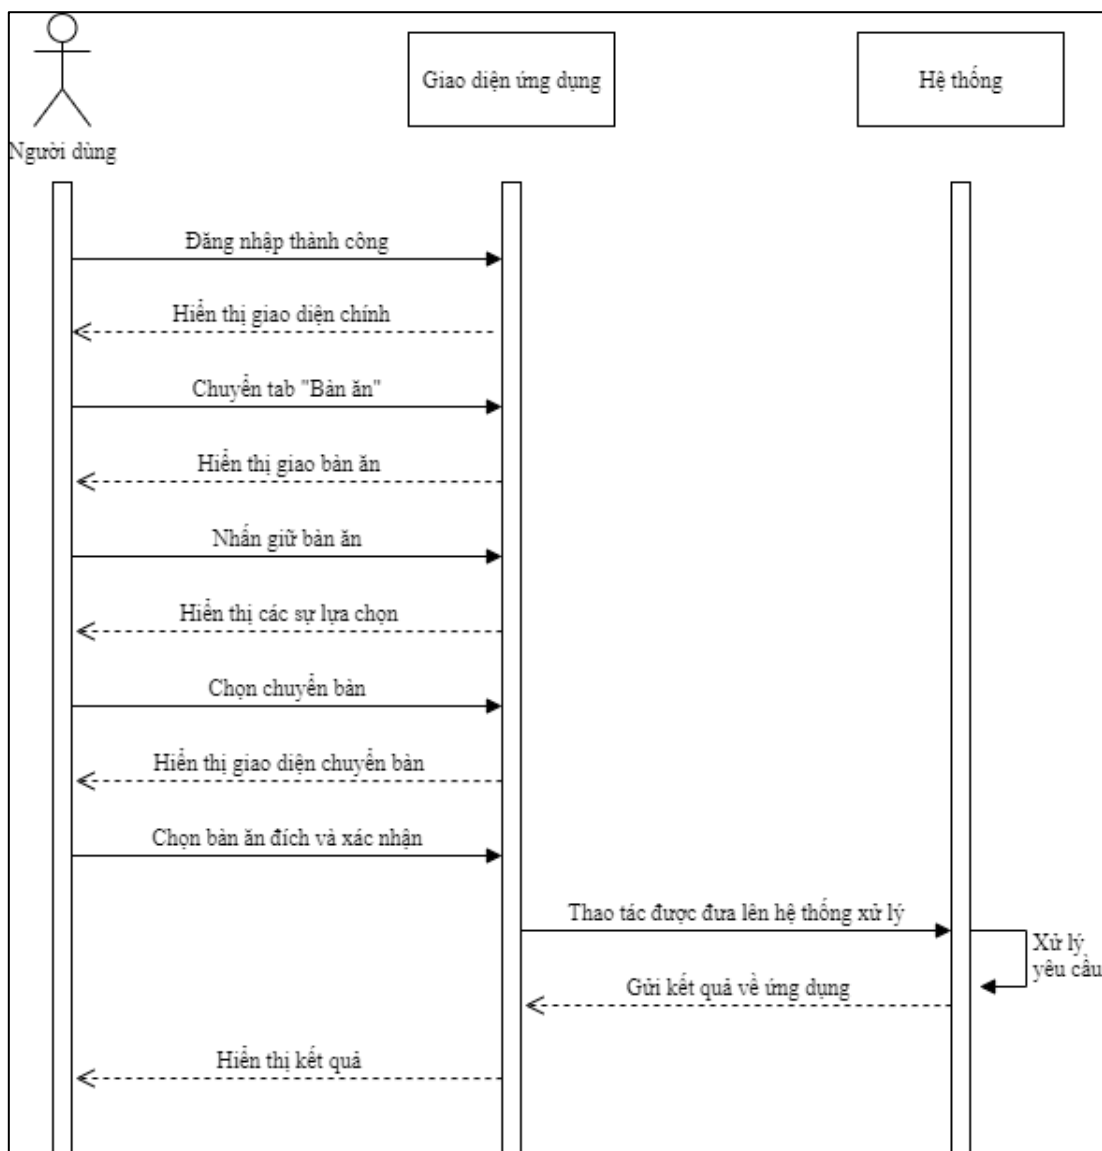 Người dùng
Giao diện ứng dụng
Hệ thống
Đăng nhập thành công
Hiển thị giao diện chính
Chuyển tab "Bàn ăn"
Hiển thị giao bàn ăn
Nhấn giữ bàn ăn
Hiển thị các sự lựa chọn
Chọn chuyển bàn
Hiển thị giao diện chuyển bàn
Chọn bàn ăn đích và xác nhận
Thao tác được đưa lên hệ thống xử lý
Xử lý
yêu cầu
Gửi kết quả về ứng dụng
Hiển thị kết quả